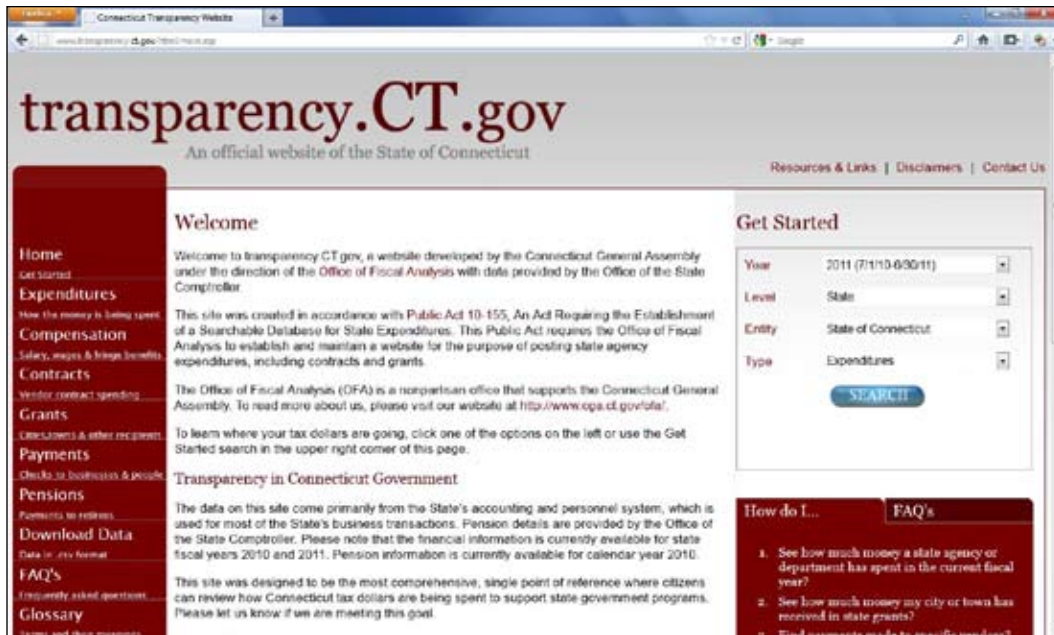 Connecticut Transparency Website
Google
transparency.CT.gov
An official website of the State of Connecticut
Resources & Links | Disclaimers | Contact Us
Home
Get Started
Expenditures
How the money is being spent
Compensation
Salary, wages & fringe benefits
Contracts
Vendor contract spending
Grants
Cities, towns & other recipients
Payments
Checks to businesses & people
Pensions
Payments to retirees
Download Data
Data in .csv format
FAQ's
Frequently asked questions
Glossary
Terms and their meanings
Welcome
Welcome to transparency.CT.gov, a website developed by the Connecticut General Assembly
under the direction of the Office of Fiscal Analysis with data provided by the Office of the State
Comptroller.
This site was created in accordance with Public Act 10-155, An Act Requiring the Establishment
of a Searchable Database for State Expenditures. This Public Act requires the Office of Fiscal
Analysis to establish and maintain a website for the purpose of posting state agency
expenditures, including contracts and grants.
The Office of Fiscal Analysis (OFA) is a nonpartisan office that supports the Connecticut General
Assembly. To read more about us, please visit our website at http://www.cga.ct.gov/ofa/.
To learn where your tax dollars are going, click one of the options on the left or use the Get
Started search in the upper right corner of this page.
Transparency in Connecticut Government
The data on this site come primarily from the State's accounting and personnel system, which is
used for most of the State's business transactions. Pension details are provided by the Office of
the State Comptroller. Please note that the financial information is currently available for state
fiscal years 2010 and 2011. Pension information is currently available for calendar year 2010.
This site was designed to be the most comprehensive, single point of reference where citizens
can review how Connecticut tax dollars are being spent to support state government programs.
Please let us know if we are meeting this goal.
Get Started
Year 2011 (7/1/10-6/30/11)
Level State
Entity State of Connecticut
Type Expenditures
SEARCH
How do I... FAQ's
1. See how much money a state agency or
department has spent in the current fiscal
year?
2. See how much money my city or town has
received in state grants?